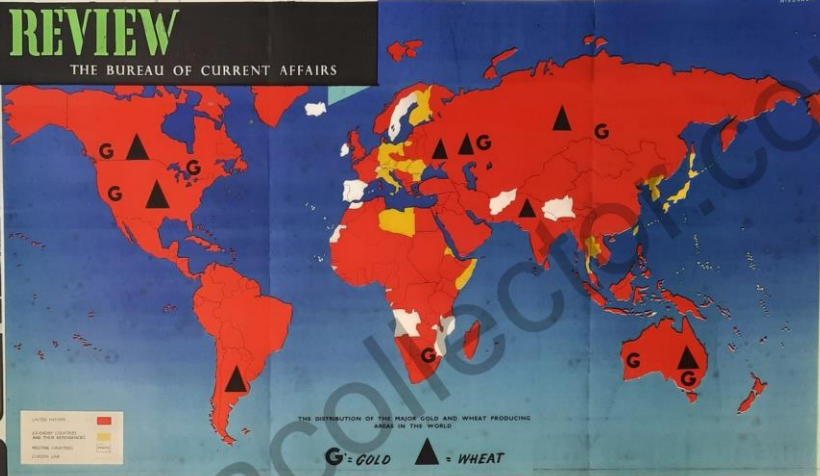 REVIEW
THE BUREAU OF CURRENT AFFAIRS
G
G
G
G
G
G
G
G
UNITED NATIONS
EX-ENEMY COUNTRIES
AND THEIR DEPENDENCIES
NEUTRAL COUNTRIES
THE DISTRIBUTION OF THE MAJOR GOLD AND WHEAT PRODUCING
AREAS IN THE WORLD
G = GOLD ▲ = WHEAT